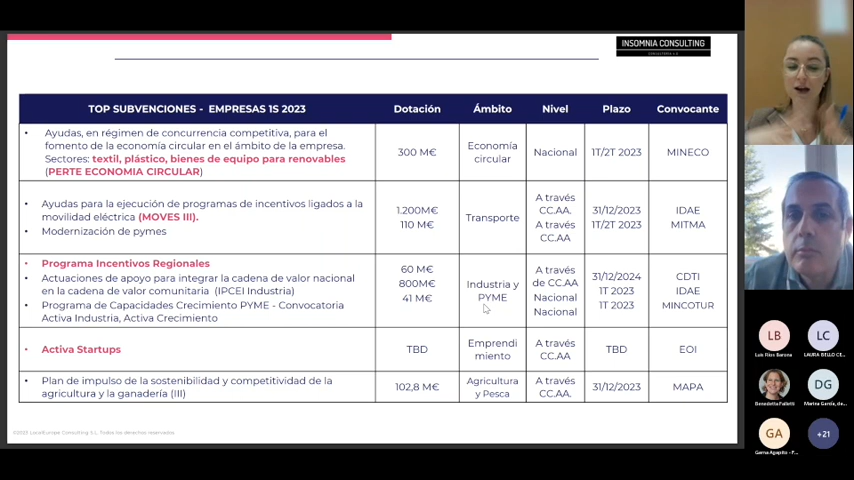 INSOMNIA CONSULTING
TOP SUBVENCIONES - EMPRESAS 1S 2023
Dotación
Ámbito
Nivel
Plazo
Convocante
• Ayudas, en régimen de concurrencia competitiva, para el
fomento de la economía circular en el ámbito de la empresa.
Sectores: textil, plástico, bienes de equipo para renovables
(PERTE ECONOMIA CIRCULAR)
300 M€
Economía
circular
Nacional
1T/2T 2023
MINECO
• Ayudas para la ejecución de programas de incentivos ligados a la
movilidad eléctrica (MOVES III).
• Modernización de pymes
1.200M€
110 M€
Transporte
A través
CC.AA.
A través
CC.AA
31/12/2023
1T/2T 2023
IDAE
MITMA
• Programa Incentivos Regionales
• Actuaciones de apoyo para integrar la cadena de valor nacional
en la cadena de valor comunitaria (IPCEI Industria)
• Programa de Capacidades Crecimiento PYME - Convocatoria
Activa Industria, Activa Crecimiento
60 M€
800M€
41 M€
Industria y
PYME
A través
de CC.AA
Nacional
Nacional
31/12/2024
1T 2023
1T 2023
CDTI
IDAE
MINCOTUR
• Activa Startups
TBD
Emprendi
miento
A través
CC.AA
TBD
EOI
• Plan de impulso de la sostenibilidad y competitividad de la
agricultura y la ganadería (III)
102,8 M€
Agricultura
y Pesca
A través
CC.AA.
31/12/2023
MAPA
LB
LC
LAURA BELLO CE...
DG
GA
+21